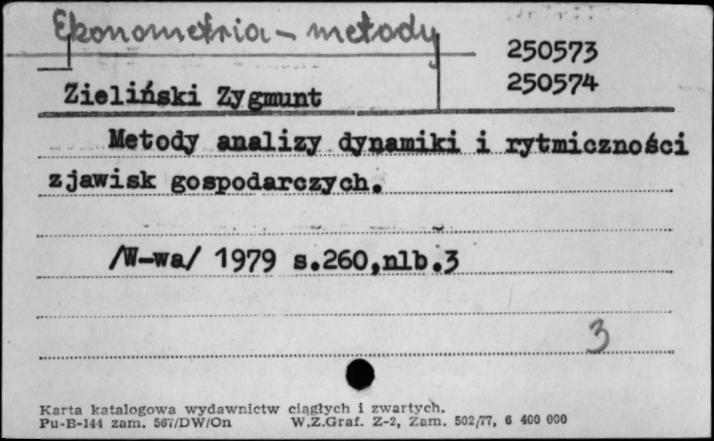 Ekonometria - metody
250573
250574
Zieliński Zygmunt
Metody analizy dynamiki i rytmiczności
zjawisk gospodarczych.
/W-wa/ 1979 s.260,nlb.3
3
Karta katalogowa wydawnictw ciągłych i zwartych.
Pu-B-144 zam. 567/DW/On W.Z.Graf. Z-2, Zam. 502/77, 6 400 000